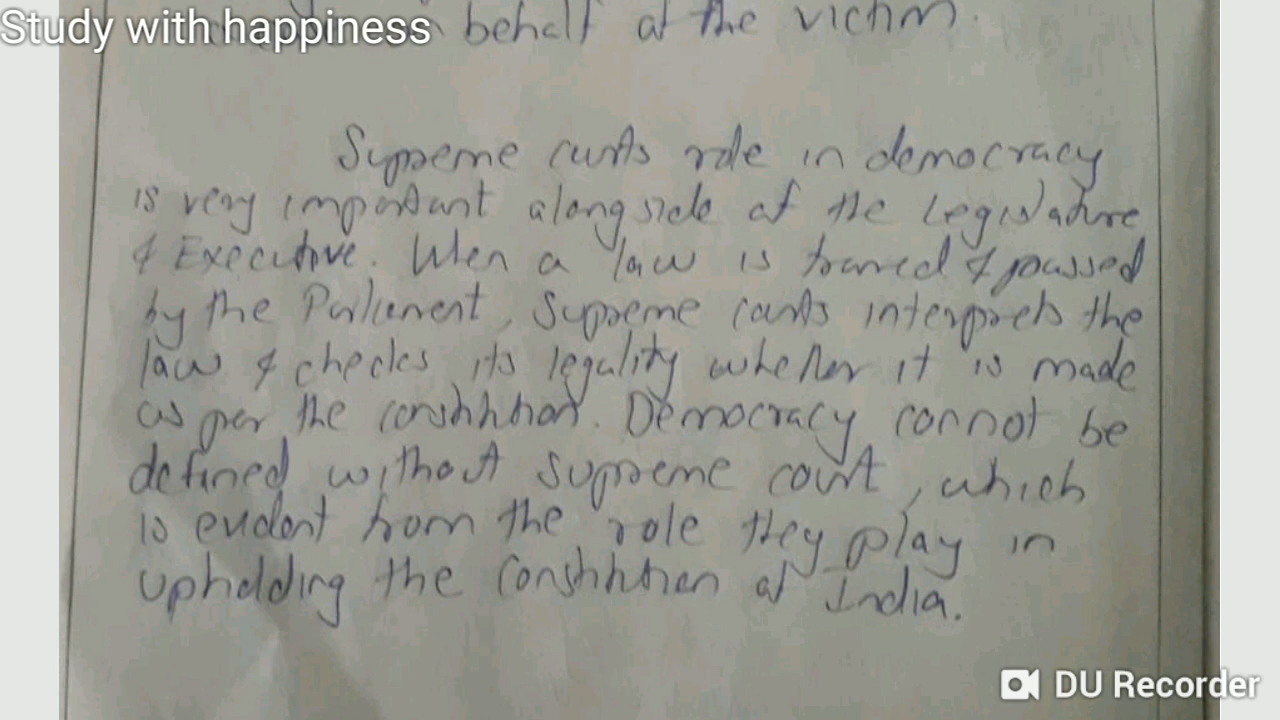 Study with happiness
behalf of the victim.
Supreme courts role in democracy
is very important alongside of the Legislature
& Executive. When a law is framed & passed
by the Parliament, Supreme courts interprets the
law & checks its legality whether it is made
as per the constitution. Democracy cannot be
defined without supreme court, which
is evident from the role they play in
upholding the Constitution of India.
DU Recorder